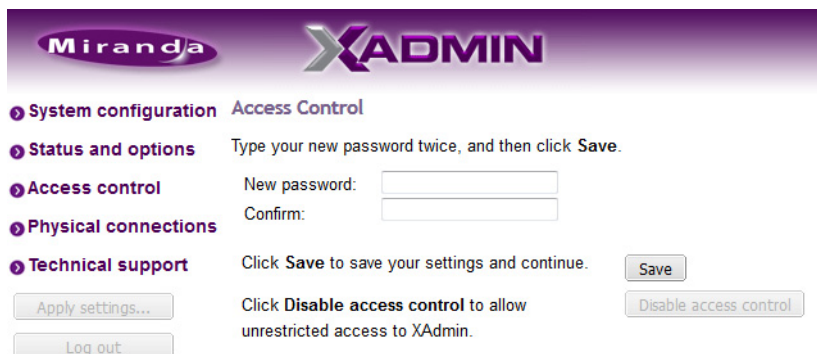 Miranda
XADMIN
System configuration
Status and options
Access control
Physical connections
Technical support
Apply settings...
Log out
Access Control
Type your new password twice, and then click Save.
New password:
Confirm:
Click Save to save your settings and continue.
Save
Click Disable access control to allow
unrestricted access to XAdmin.
Disable access control